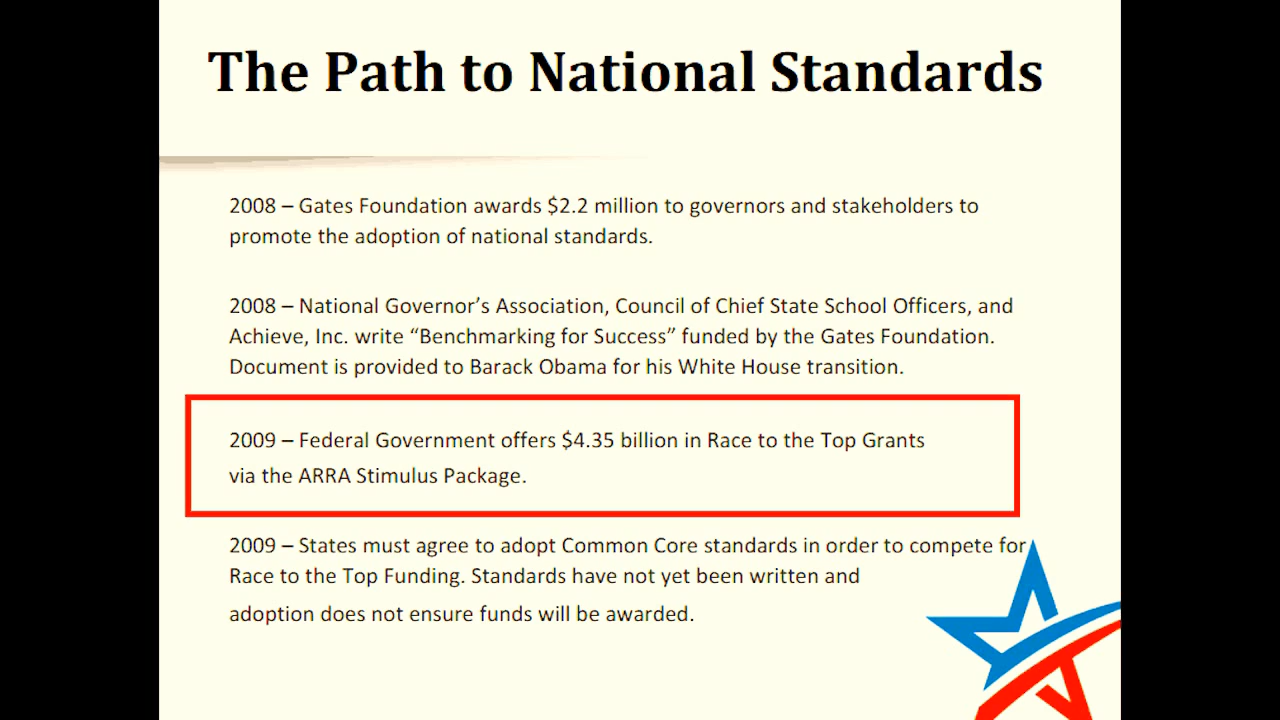 The Path to National Standards
2008 – Gates Foundation awards $2.2 million to governors and stakeholders to
promote the adoption of national standards.
2008 – National Governor’s Association, Council of Chief State School Officers, and
Achieve, Inc. write “Benchmarking for Success” funded by the Gates Foundation.
Document is provided to Barack Obama for his White House transition.
2009 – Federal Government offers $4.35 billion in Race to the Top Grants
via the ARRA Stimulus Package.
2009 – States must agree to adopt Common Core standards in order to compete for
Race to the Top Funding. Standards have not yet been written and
adoption does not ensure funds will be awarded.